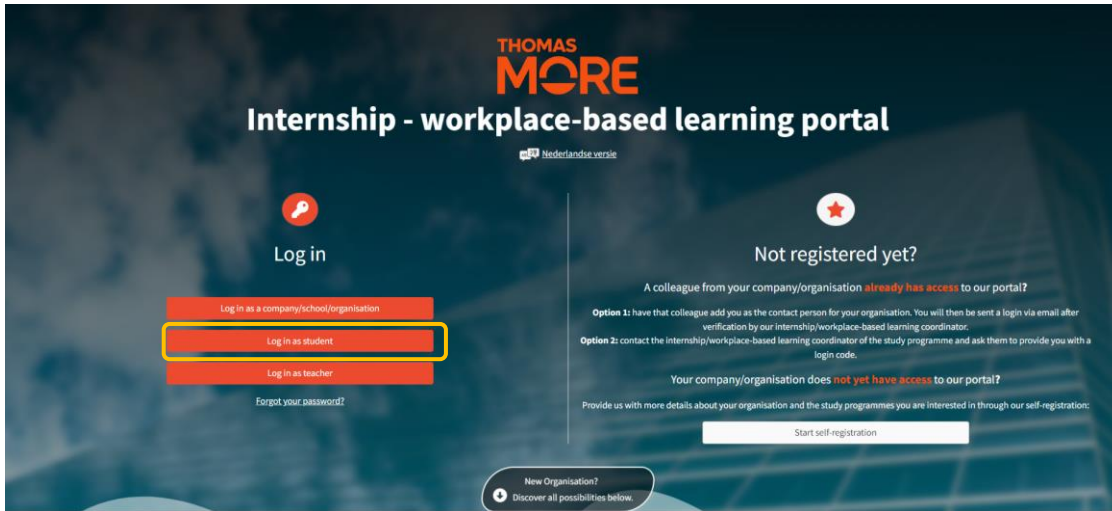 THOMAS
MORE
Internship - workplace-based learning portal
Nederlandse versie
Log in
Log in as a company/school/organisation
Log in as student
Log in as teacher
Forgot your password?
Not registered yet?
A colleague from your company/organisation already has access to our portal?
Option 1: have that colleague add you as the contact person for your organisation. You will then be sent a login via email after
verification by our internship/workplace-based learning coordinator.
Option 2: contact the internship/workplace-based learning coordinator of the study programme and ask them to provide you with a
login code.
Your company/organisation does not yet have access to our portal?
Provide us with more details about your organisation and the study programmes you are interested in through our self-registration:
Start self-registration
New Organisation?
Discover all possibilities below.